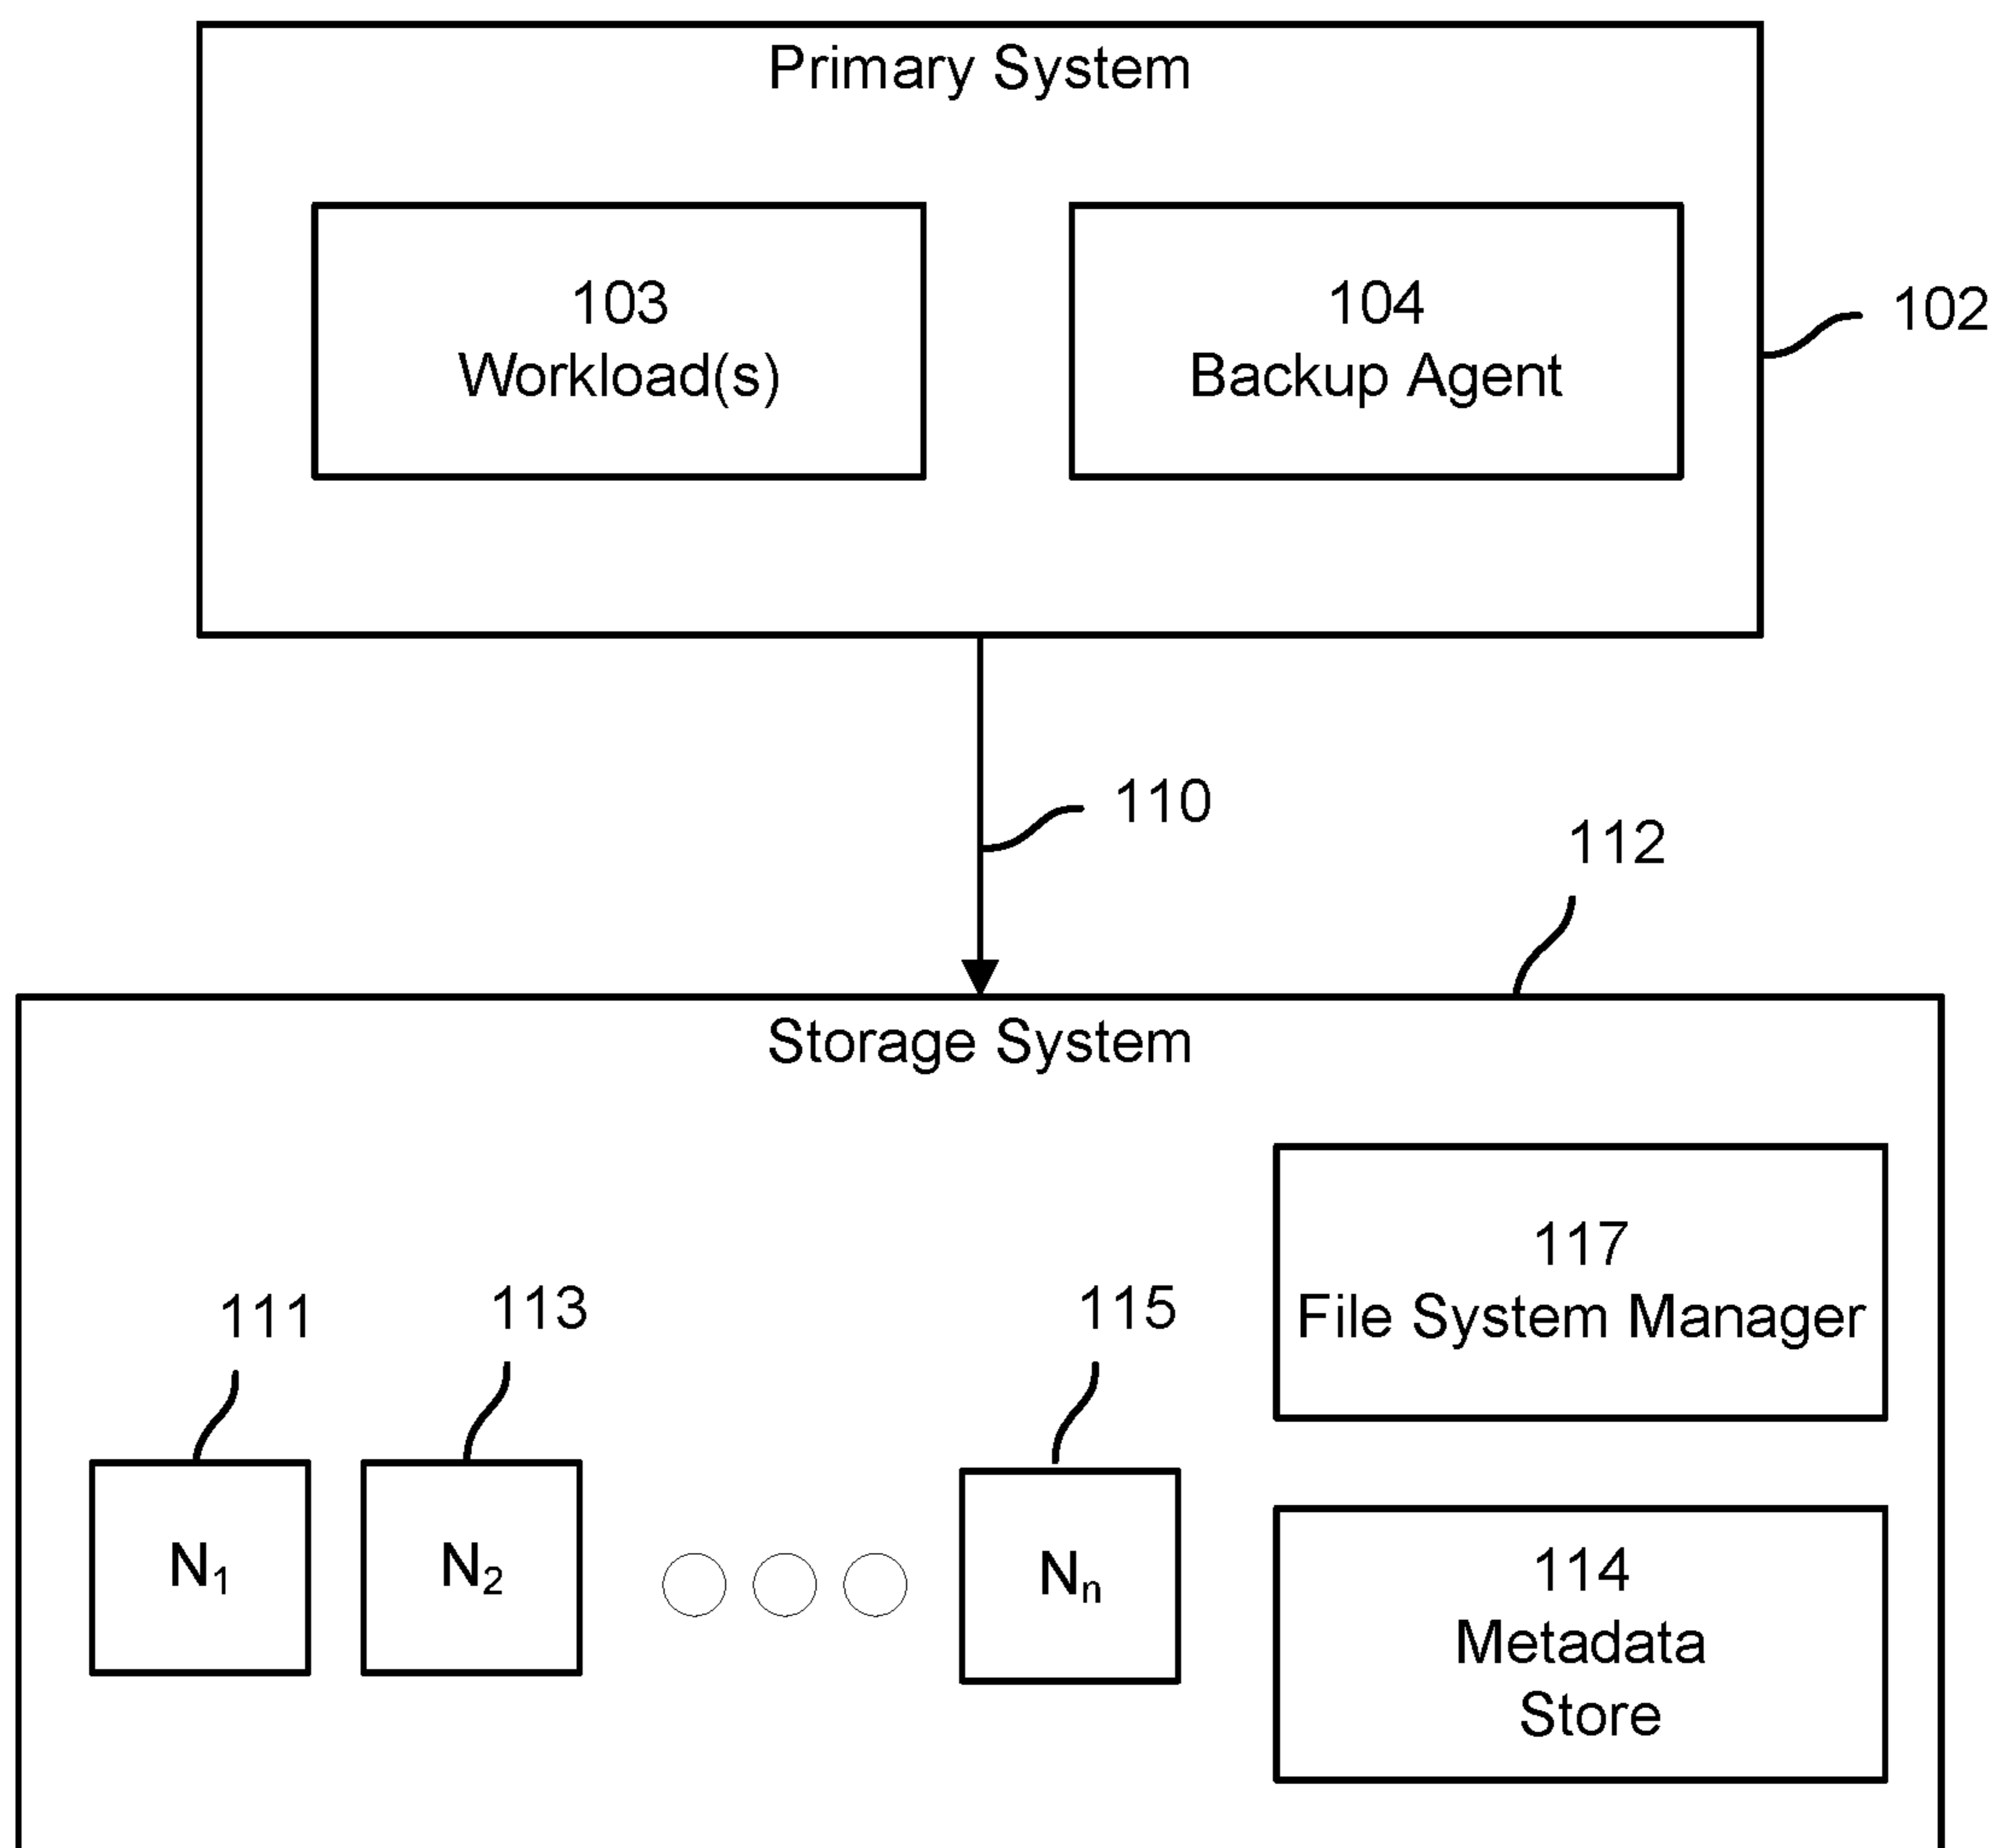 Primary System
103
Workload(s)
104
Backup Agent
102
110
112
Storage System
117
File System Manager
111
113
115
N₁
N₂
Nₙ
114
Metadata
Store